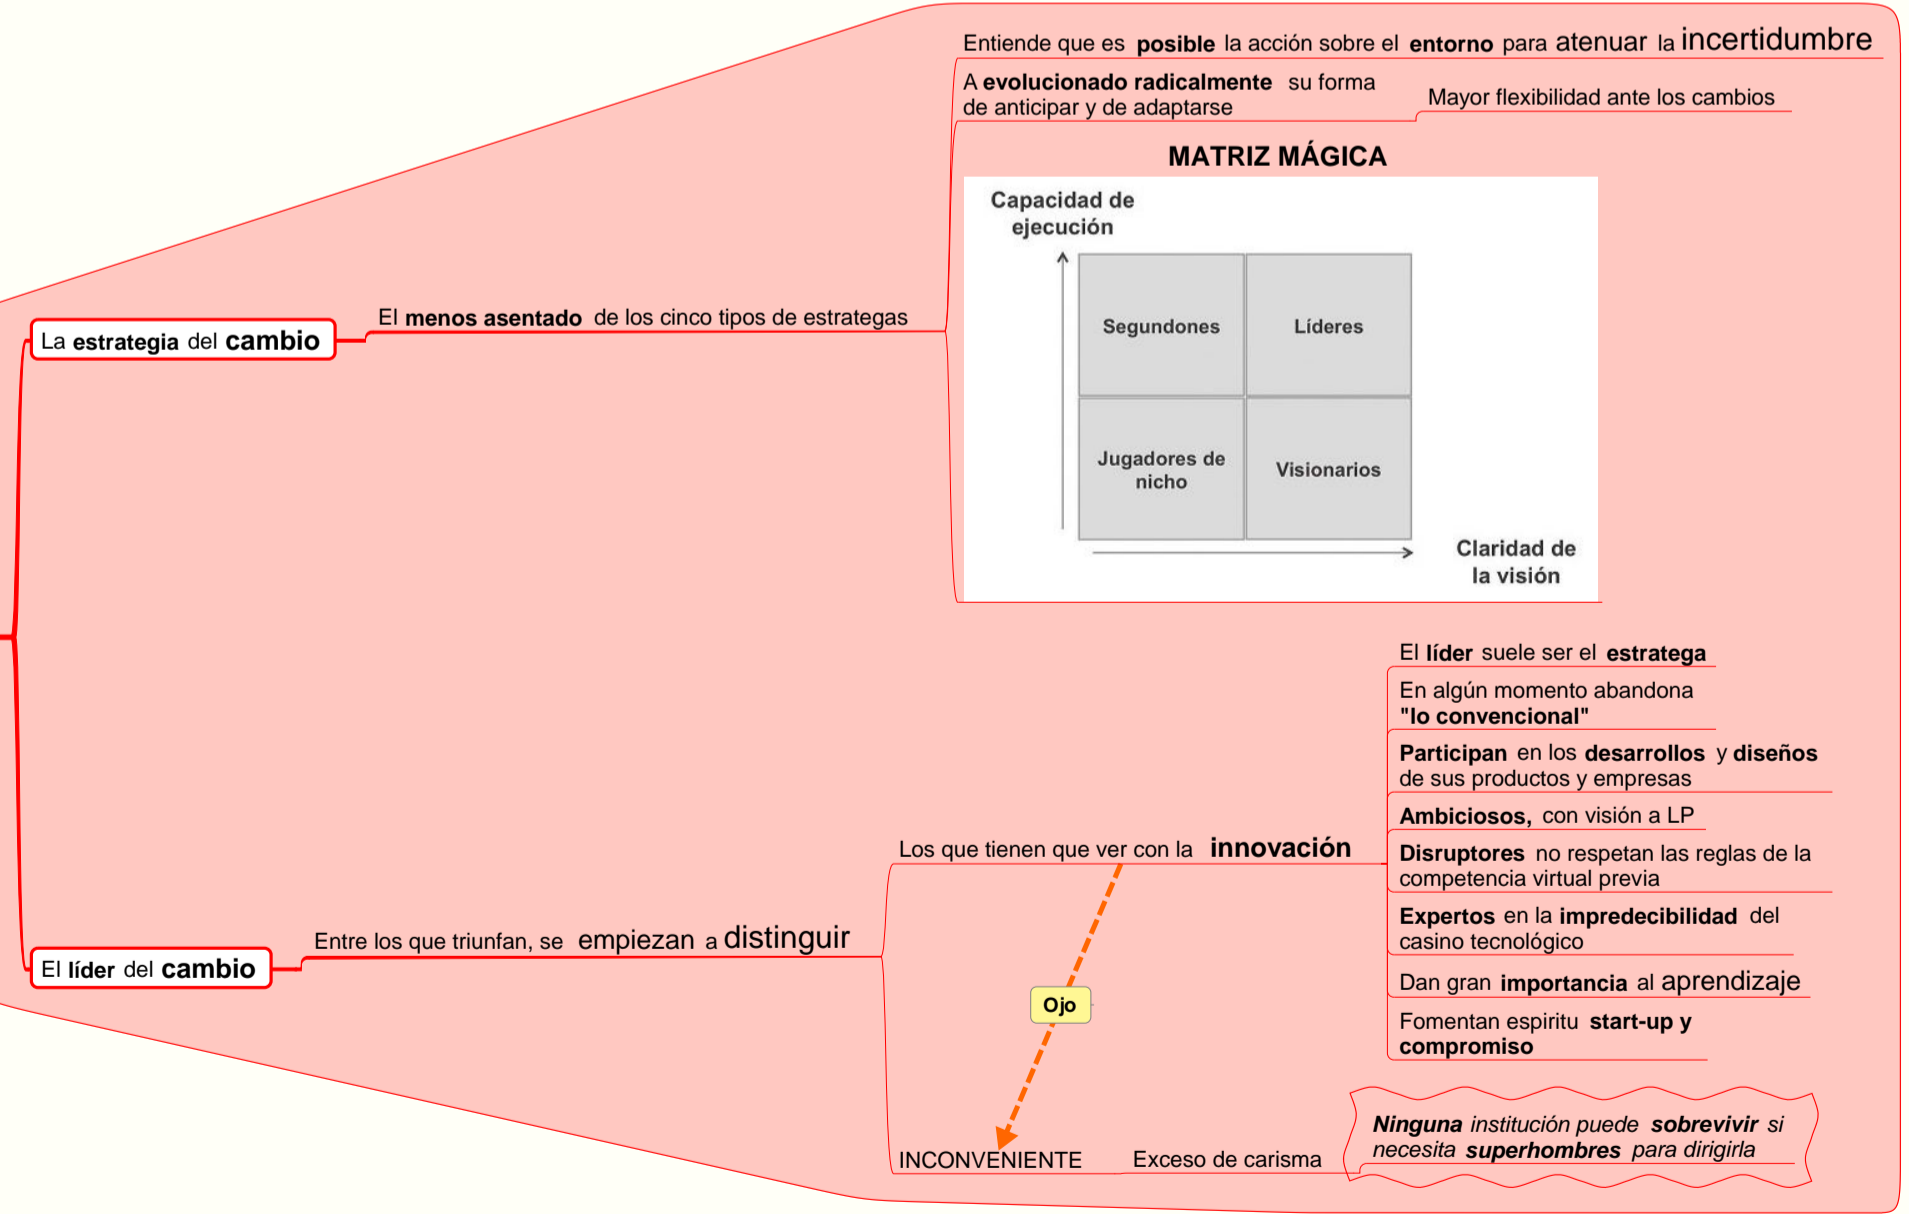 La estrategia del cambio
El menos asentado de los cinco tipos de estrategas
Entiende que es posible la acción sobre el entorno para atenuar la incertidumbre
A evolucionado radicalmente su forma
de anticipar y de adaptarse
Mayor flexibilidad ante los cambios
MATRIZ MÁGICA
Capacidad de
ejecución
Segundones
Líderes
Jugadores de
nicho
Visionarios
Claridad de
la visión
El líder del cambio
Entre los que triunfan, se empiezan a distinguir
Los que tienen que ver con la innovación
El líder suele ser el estratega
En algún momento abandona
"lo convencional"
Participan en los desarrollos y diseños
de sus productos y empresas
Ambiciosos, con visión a LP
Disruptores no respetan las reglas de la
competencia virtual previa
Expertos en la impredecibilidad del
casino tecnológico
Dan gran importancia al aprendizaje
Fomentan espiritu start-up y
compromiso
Ojo
INCONVENIENTE
Exceso de carisma
Ninguna institución puede sobrevivir si
necesita superhombres para dirigirla